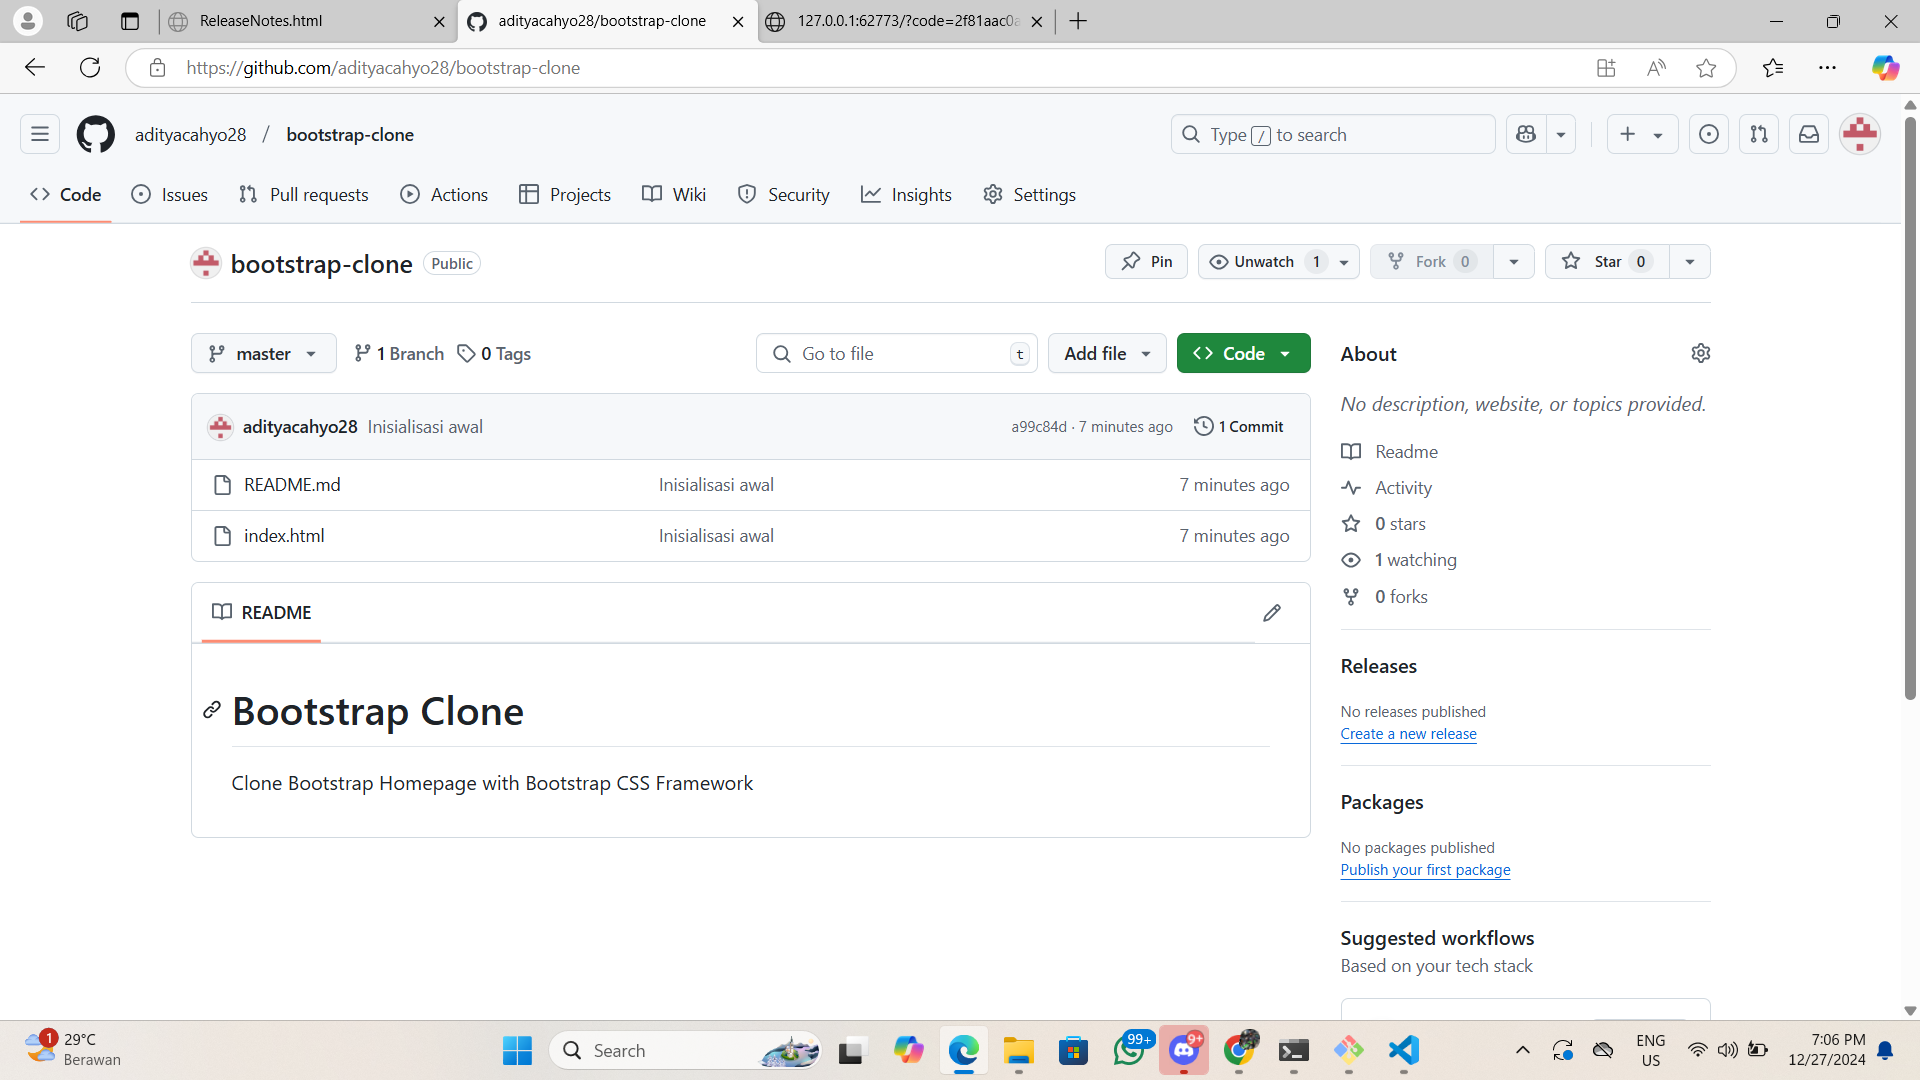 ReleaseNotes.html
adityacahyo28/bootstrap-clone
127.0.0.1:62773/?code=2f81aac0a
https://github.com/adityacahyo28/bootstrap-clone
adityacahyo28 / bootstrap-clone
Type / to search
Code
Issues
Pull requests
Actions
Projects
Wiki
Security
Insights
Settings
bootstrap-clone Public
Pin
Unwatch 1
Fork 0
Star 0
master
1 Branch
0 Tags
Go to file t
Add file
Code
About
No description, website, or topics provided.
adityacahyo28 Inisialisasi awal a99c84d · 7 minutes ago 1 Commit
README.md Inisialisasi awal 7 minutes ago
index.html Inisialisasi awal 7 minutes ago
Readme
Activity
0 stars
1 watching
0 forks
README
Bootstrap Clone
Clone Bootstrap Homepage with Bootstrap CSS Framework
Releases
No releases published
Create a new release
Packages
No packages published
Publish your first package
Suggested workflows
Based on your tech stack
1
29°C
Berawan
Search
99+
9+
ENG
US
7:06 PM
12/27/2024